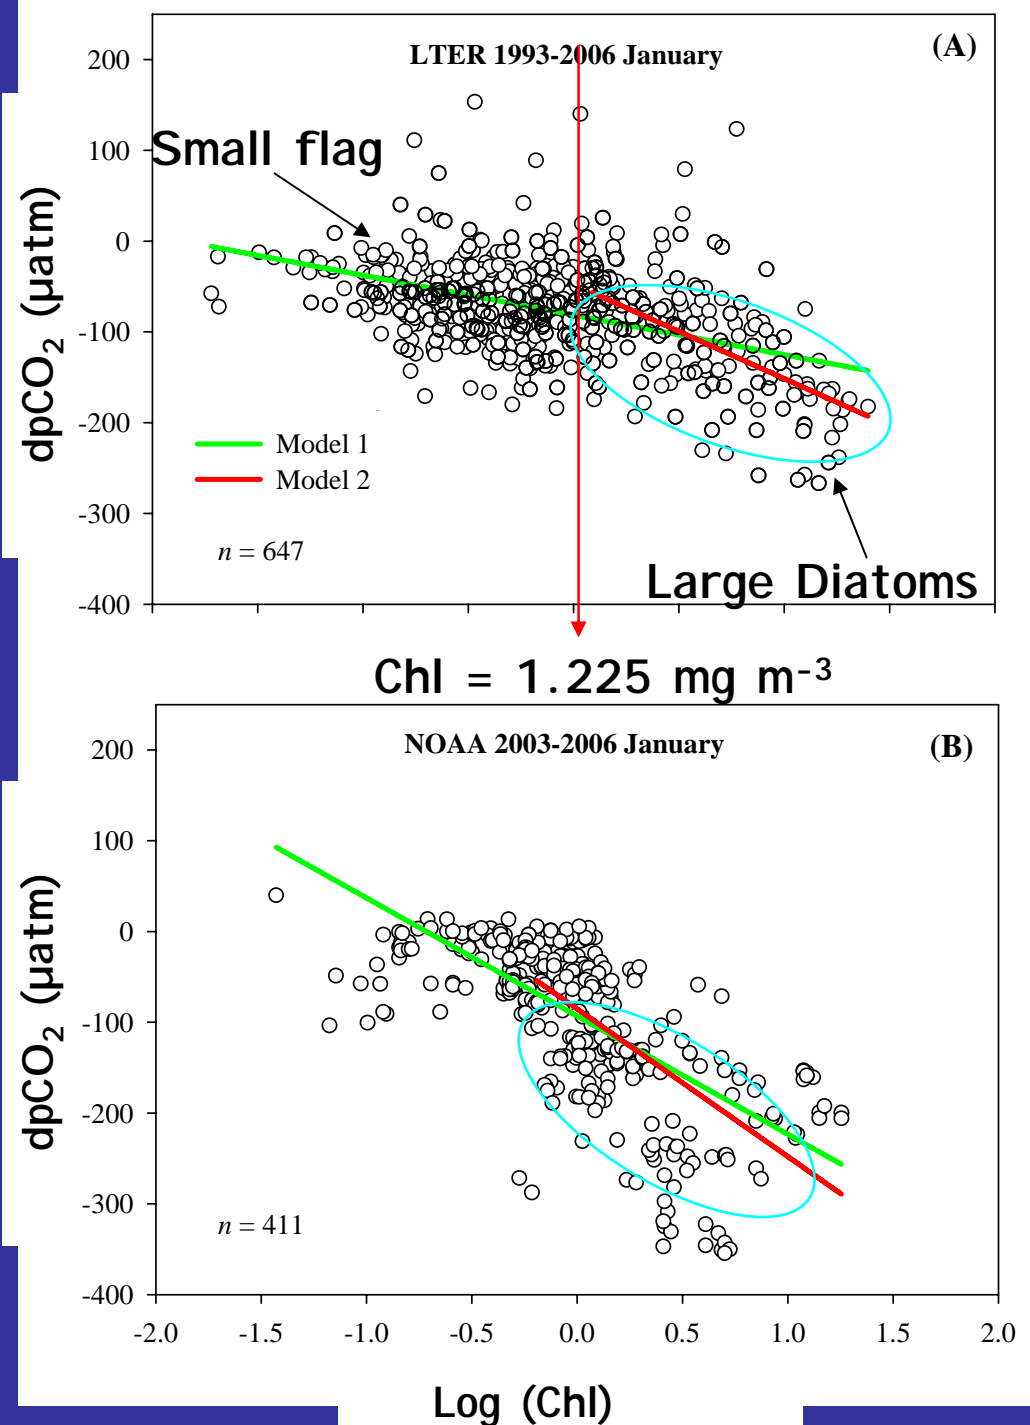 LTER 1993-2006 January
(A)
200
100
0
-100
-200
-300
-400
dpCO2 (µatm)
Small flag
Model 1
Model 2
n = 647
Large Diatoms
Chl = 1.225 mg m-3
NOAA 2003-2006 January
(B)
200
100
0
-100
-200
-300
-400
dpCO2 (µatm)
n = 411
-2.0 -1.5 -1.0 -0.5 0.0 0.5 1.0 1.5 2.0
Log (Chl)